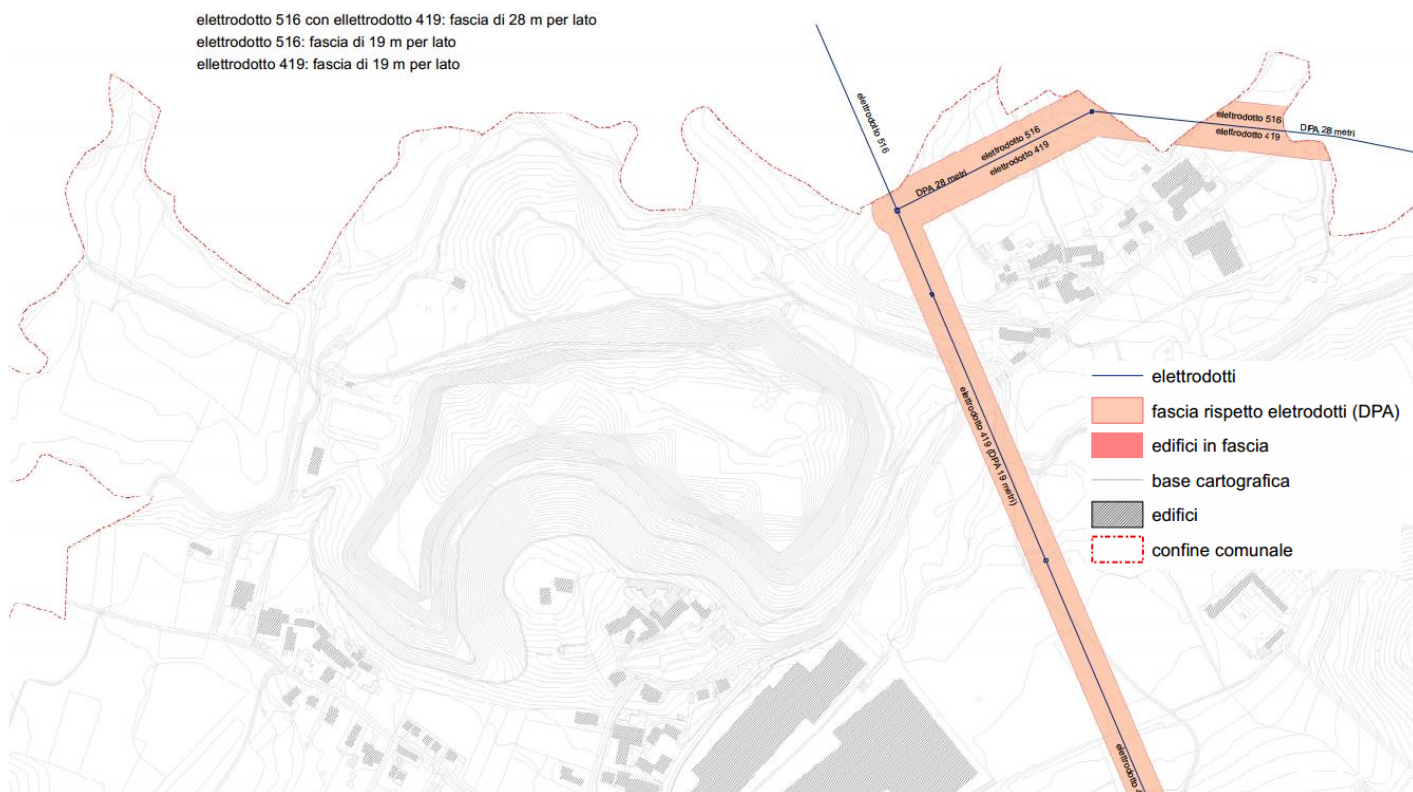 elettrodotto 516 con ellettrodotto 419: fascia di 28 m per lato
elettrodotto 516: fascia di 19 m per lato
ellettrodotto 419: fascia di 19 m per lato
elettrodotto 516
elettrodotto 516
DPA 28 metri
elettrodotto 419
elettrodotto 516
DPA 28 metri
elettrodotto 419
elettrodotto 419 (DPA 19 metri)
elettrodotti
fascia rispetto eletrodotti (DPA)
edifici in fascia
base cartografica
edifici
confine comunale
elettrodotto 4